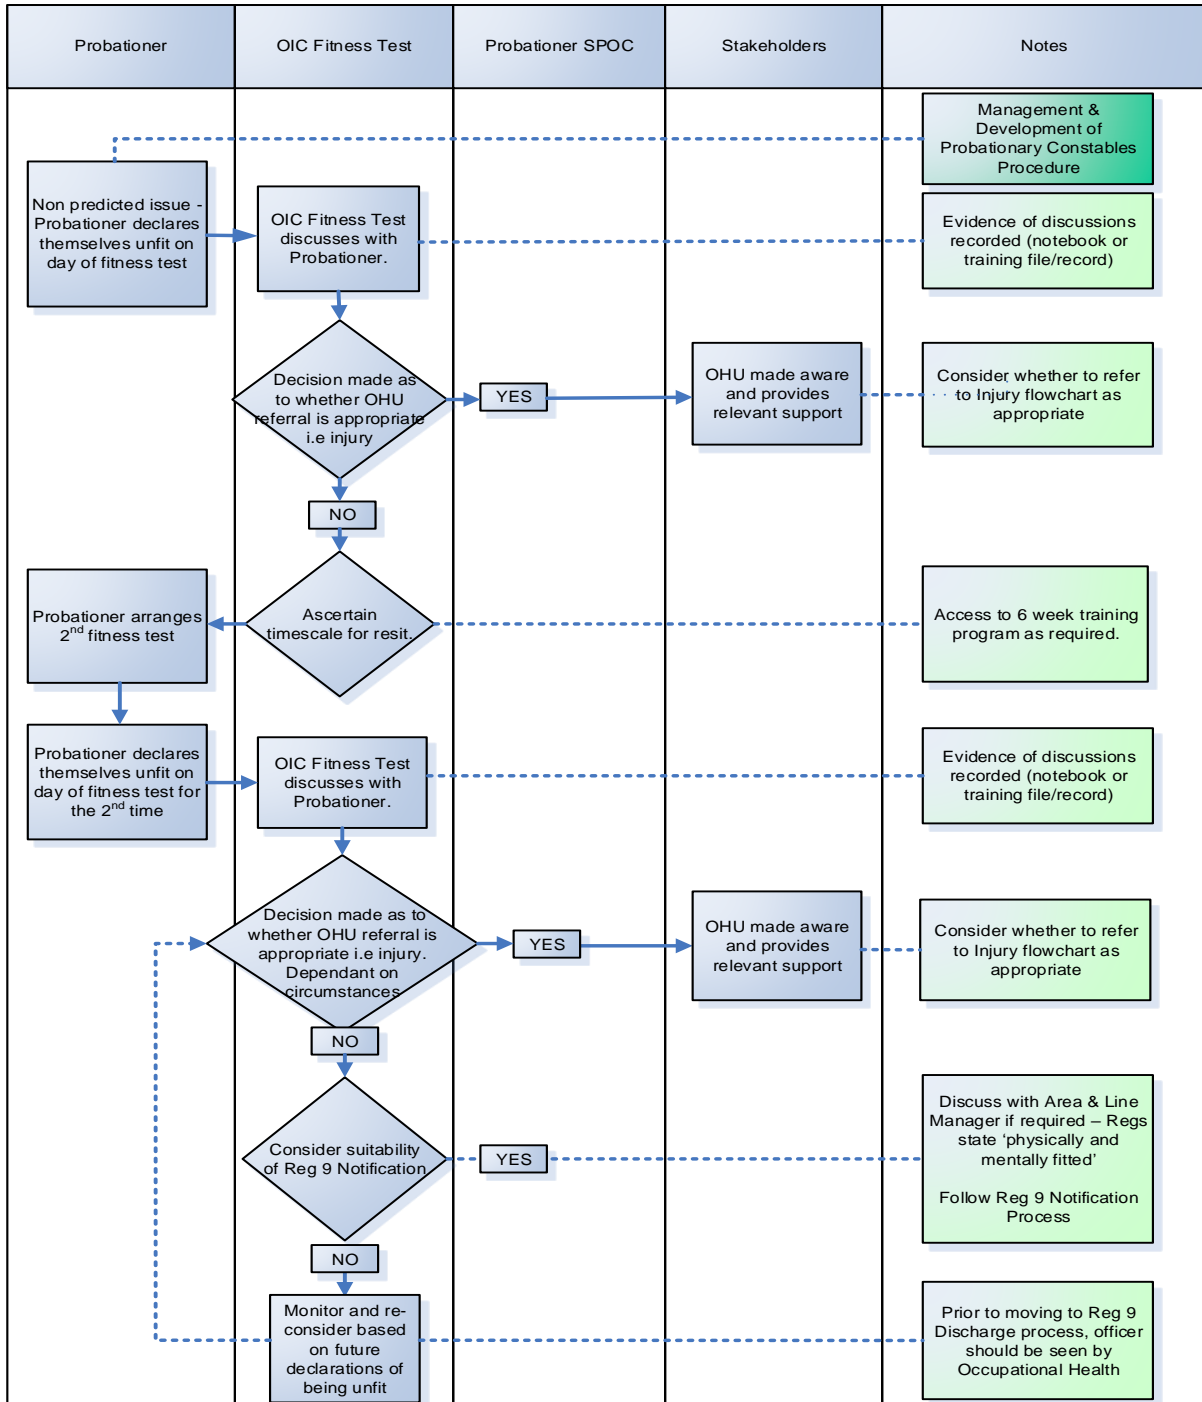 Probationer
OIC Fitness Test
Probationer SPOC
Stakeholders
Notes
Management &
Development of
Probationary Constables
Procedure
Non predicted issue -
Probationer declares
themselves unfit on
day of fitness test
OIC Fitness Test
discusses with
Probationer.
Evidence of discussions
recorded (notebook or
training file/record)
Decision made as
to whether OHU
referral is appropriate
i.e injury
YES
OHU made aware
and provides
relevant support
Consider whether to refer
to Injury flowchart as
appropriate
NO
Probationer arranges
2nd fitness test
Ascertain
timescale for resit.
Access to 6 week training
program as required.
Probationer declares
themselves unfit on
day of fitness test for
the 2nd time
OIC Fitness Test
discusses with
Probationer.
Evidence of discussions
recorded (notebook or
training file/record)
Decision made as to
whether OHU referral is
appropriate i.e injury.
Dependant on
circumstances
YES
OHU made aware
and provides
relevant support
Consider whether to refer
to Injury flowchart as
appropriate
NO
Consider suitability
of Reg 9 Notification
YES
Discuss with Area & Line
Manager if required – Regs
state ‘physically and
mentally fitted’
Follow Reg 9 Notification
Process
NO
Monitor and re-
consider based
on future
declarations of
being unfit
Prior to moving to Reg 9
Discharge process, officer
should be seen by
Occupational Health